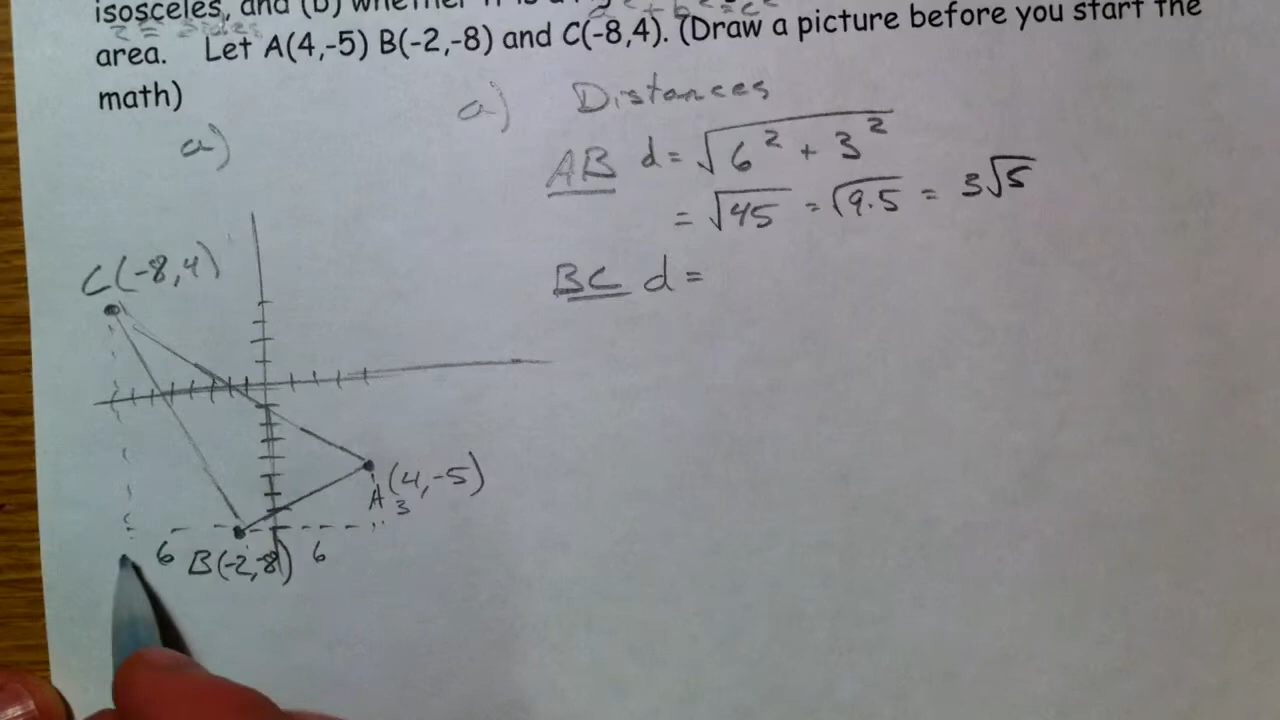 isosceles, and (b) whether it is a
area. Let A(4,-5) B(-2,-8) and C(-8,4). (Draw a picture before you start the
math)
a)
a) Distances
AB d = √6² + 3²
= √45 = √9·5 = 3√5
BC d =
C(-8,4)
A (4,-5)
3
6 B(-2,-8) 6